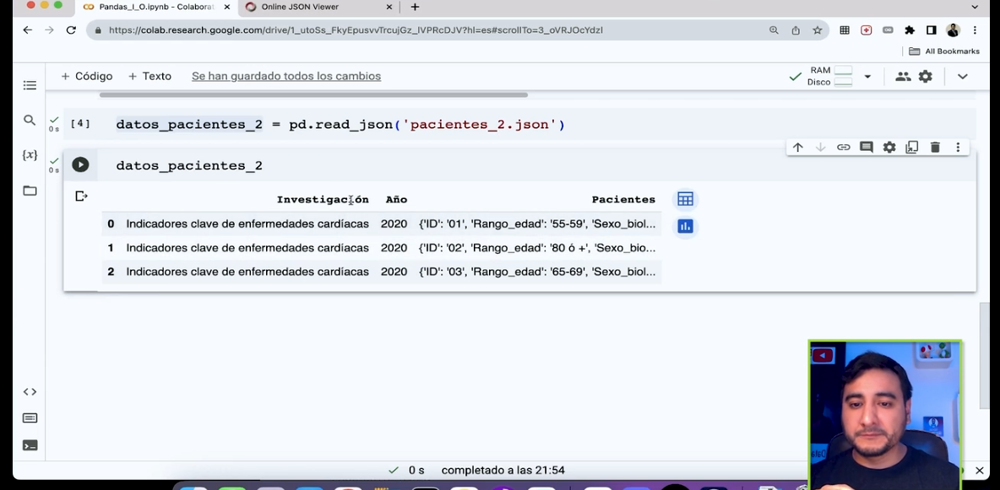 Pandas_I_O.ipynb - Colaborat
Online JSON Viewer
https://colab.research.google.com/drive/1_utoSs_FkyEpusvvTrcujGz_IVPRcDJV?hl=es#scrollTo=3_oVRJOcYdzI
All Bookmarks
+ Código + Texto Se han guardado todos los cambios
RAM
Disco
[4] datos_pacientes_2 = pd.read_json('pacientes_2.json')
0 s
datos_pacientes_2
0 s
Investigación Año Pacientes
0 Indicadores clave de enfermedades cardíacas 2020 {'ID': '01', 'Rango_edad': '55-59', 'Sexo_biol...
1 Indicadores clave de enfermedades cardíacas 2020 {'ID': '02', 'Rango_edad': '80 ó +', 'Sexo_bio...
2 Indicadores clave de enfermedades cardíacas 2020 {'ID': '03', 'Rango_edad': '65-69', 'Sexo_biol...
0 s completado a las 21:54